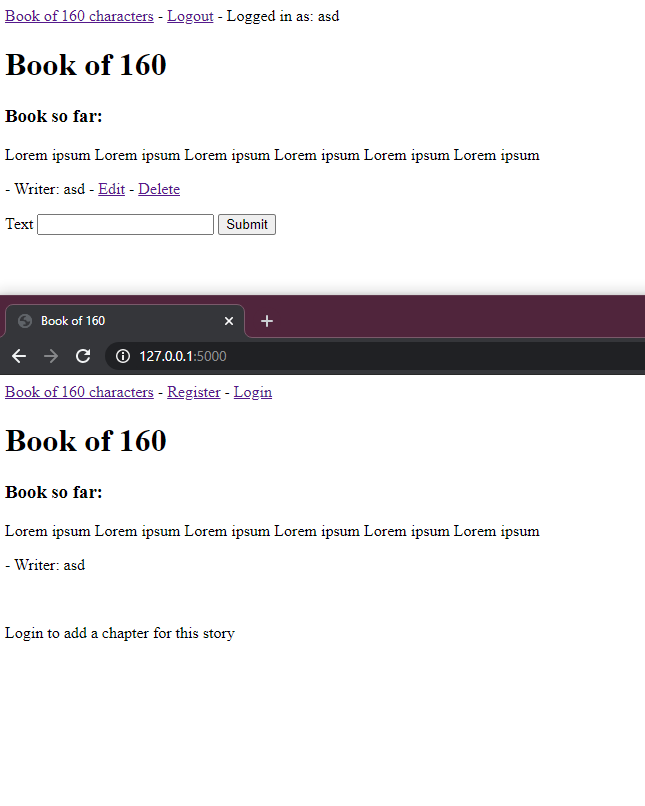 Book of 160 characters - Logout - Logged in as: asd
Book of 160
Book so far:
Lorem ipsum Lorem ipsum Lorem ipsum Lorem ipsum Lorem ipsum Lorem ipsum
- Writer: asd - Edit - Delete
Text Submit
Book of 160
127.0.0.1:5000
Book of 160 characters - Register - Login
Book of 160
Book so far:
Lorem ipsum Lorem ipsum Lorem ipsum Lorem ipsum Lorem ipsum Lorem ipsum
- Writer: asd
Login to add a chapter for this story